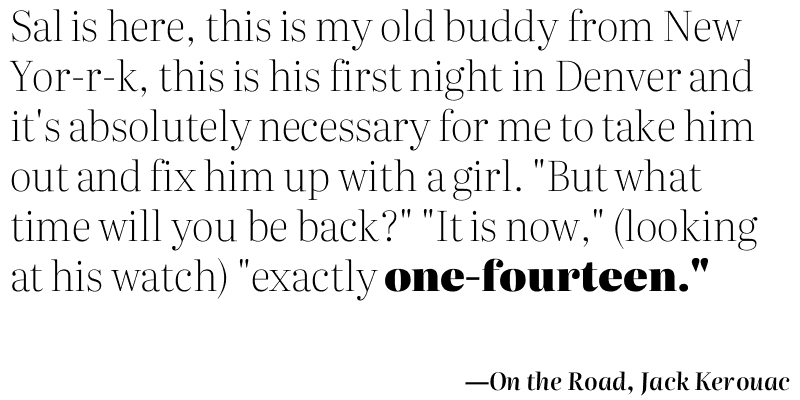 Sal is here, this is my old buddy from New
Yor-r-k, this is his first night in Denver and
it's absolutely necessary for me to take him
out and fix him up with a girl. "But what
time will you be back?" "It is now," (looking
at his watch) "exactly one-fourteen."
—On the Road, Jack Kerouac